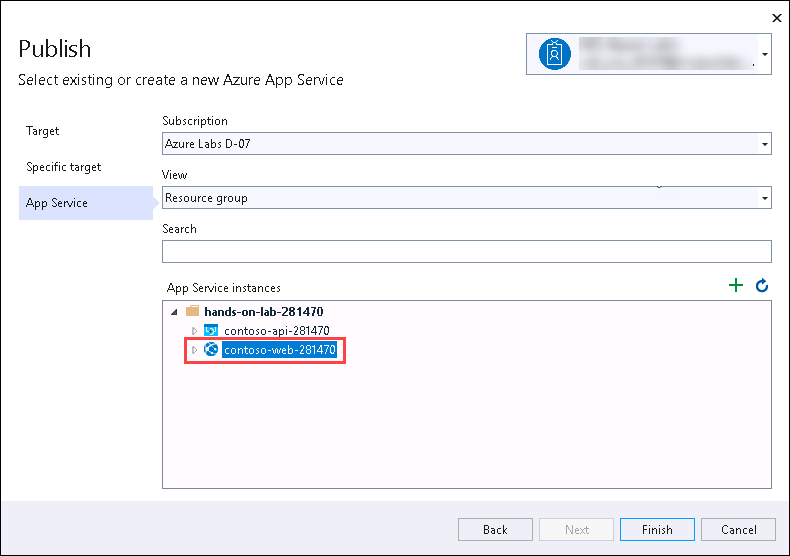 Publish
Select existing or create a new Azure App Service
Target
Specific target
App Service
Subscription
Azure Labs D-07
View
Resource group
Search
App Service instances
hands-on-lab-281470
contoso-api-281470
contoso-web-281470
Back
Next
Finish
Cancel